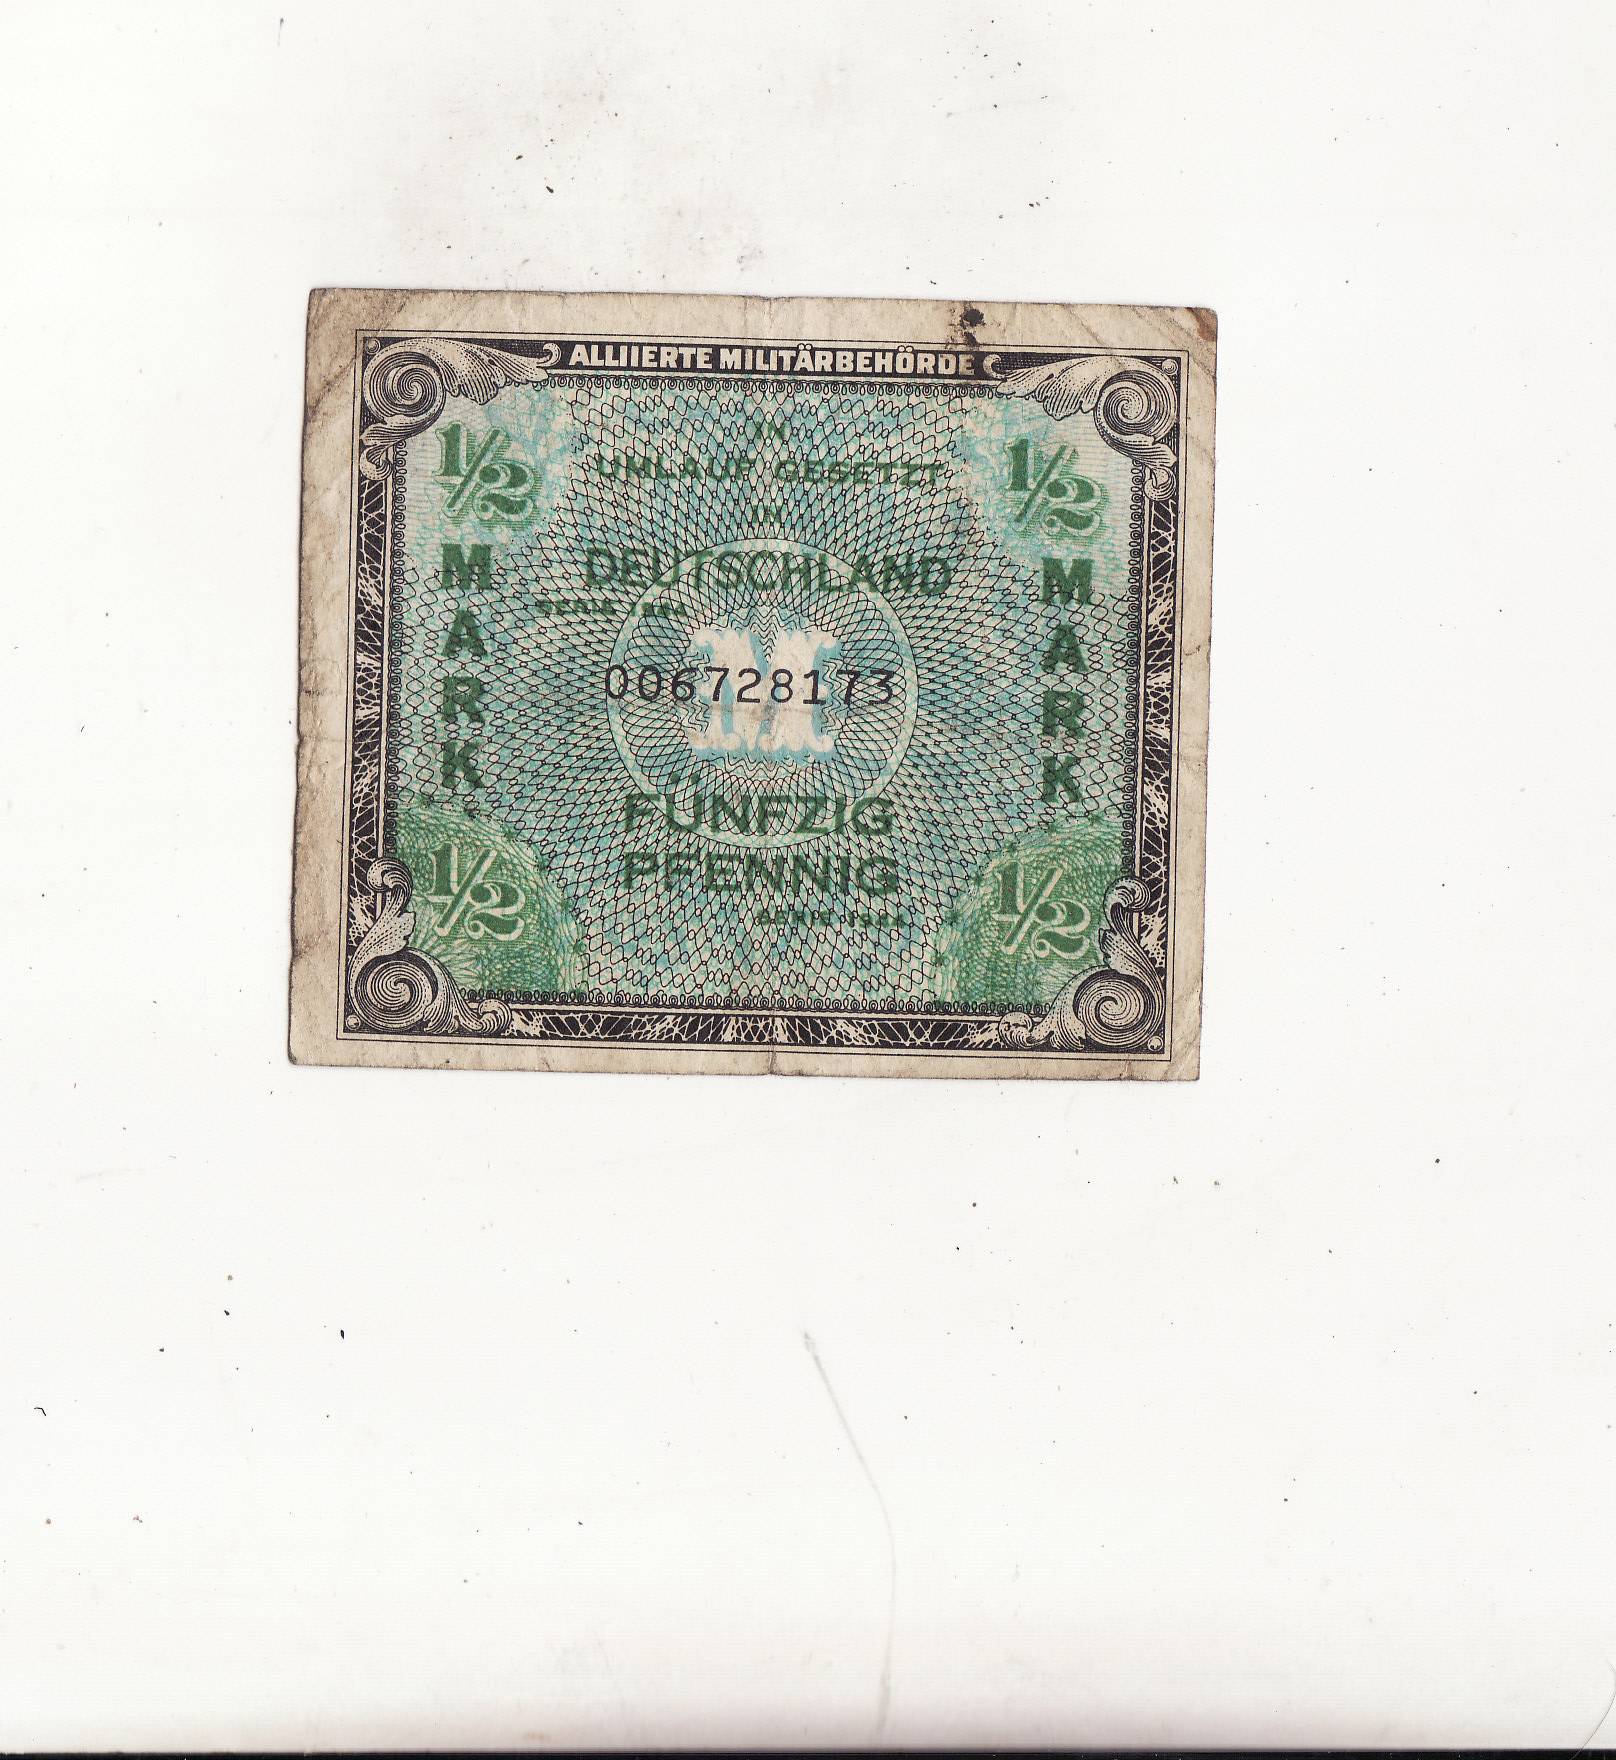 ALLIIERTE MILITÄRBEHÖRDE
1/2 1/2
IN
UMLAUF GESETZT
IN
DEUTSCHLAND
SERIE 1944
MARK MARK
M
006728173
FÜNFZIG
PFENNIG
SERIE 1944
1/2 1/2